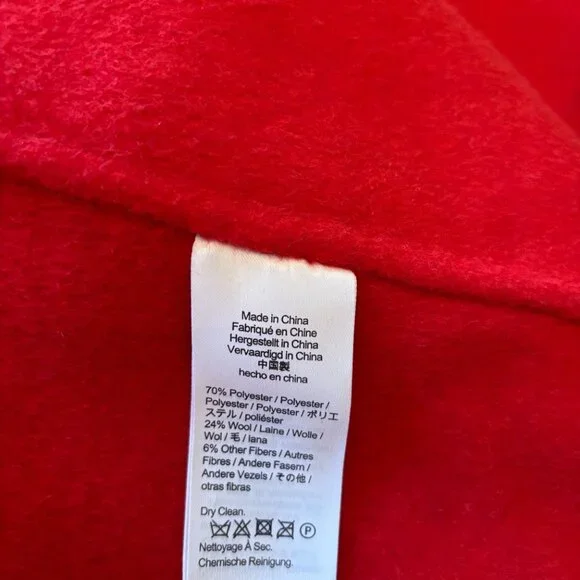 Made in China
Fabriqué en Chine
Hergestellt in China
Vervaardigd in China
中国製
hecho en china
70% Polyester / Polyester /
Polyester / Polyester / ポリエ
ステル / poliéster
24% Wool / Laine / Wolle /
Wol / 毛 / lana
6% Other Fibers / Autres
Fibres / Andere Fasern /
Andere Vezels / その他 /
otras fibras
Dry Clean.
P
Nettoyage À Sec.
Chemische Reinigung.